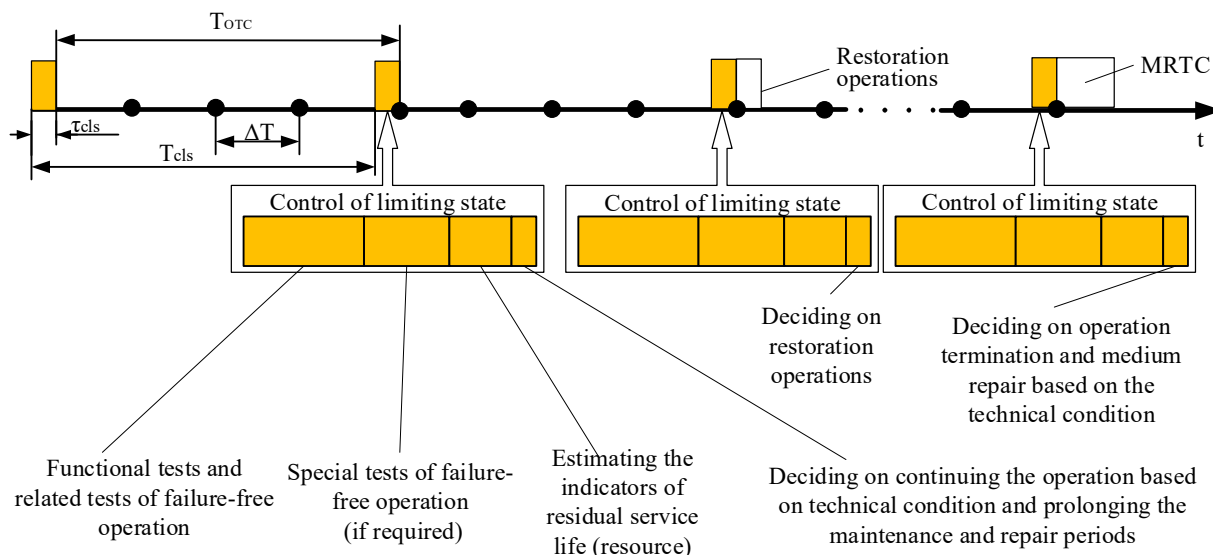 TOTC
Restoration
operations
MRTC
τcls
ΔT
Tcls
t
Control of limiting state
Control of limiting state
Control of limiting state
Deciding on
restoration
operations
Deciding on operation
termination and medium
repair based on the
technical condition
Functional tests and
related tests of failure-free
operation
Special tests of failure-
free operation
(if required)
Estimating the
indicators of
residual service
life (resource)
Deciding on continuing the operation based
on technical condition and prolonging the
maintenance and repair periods